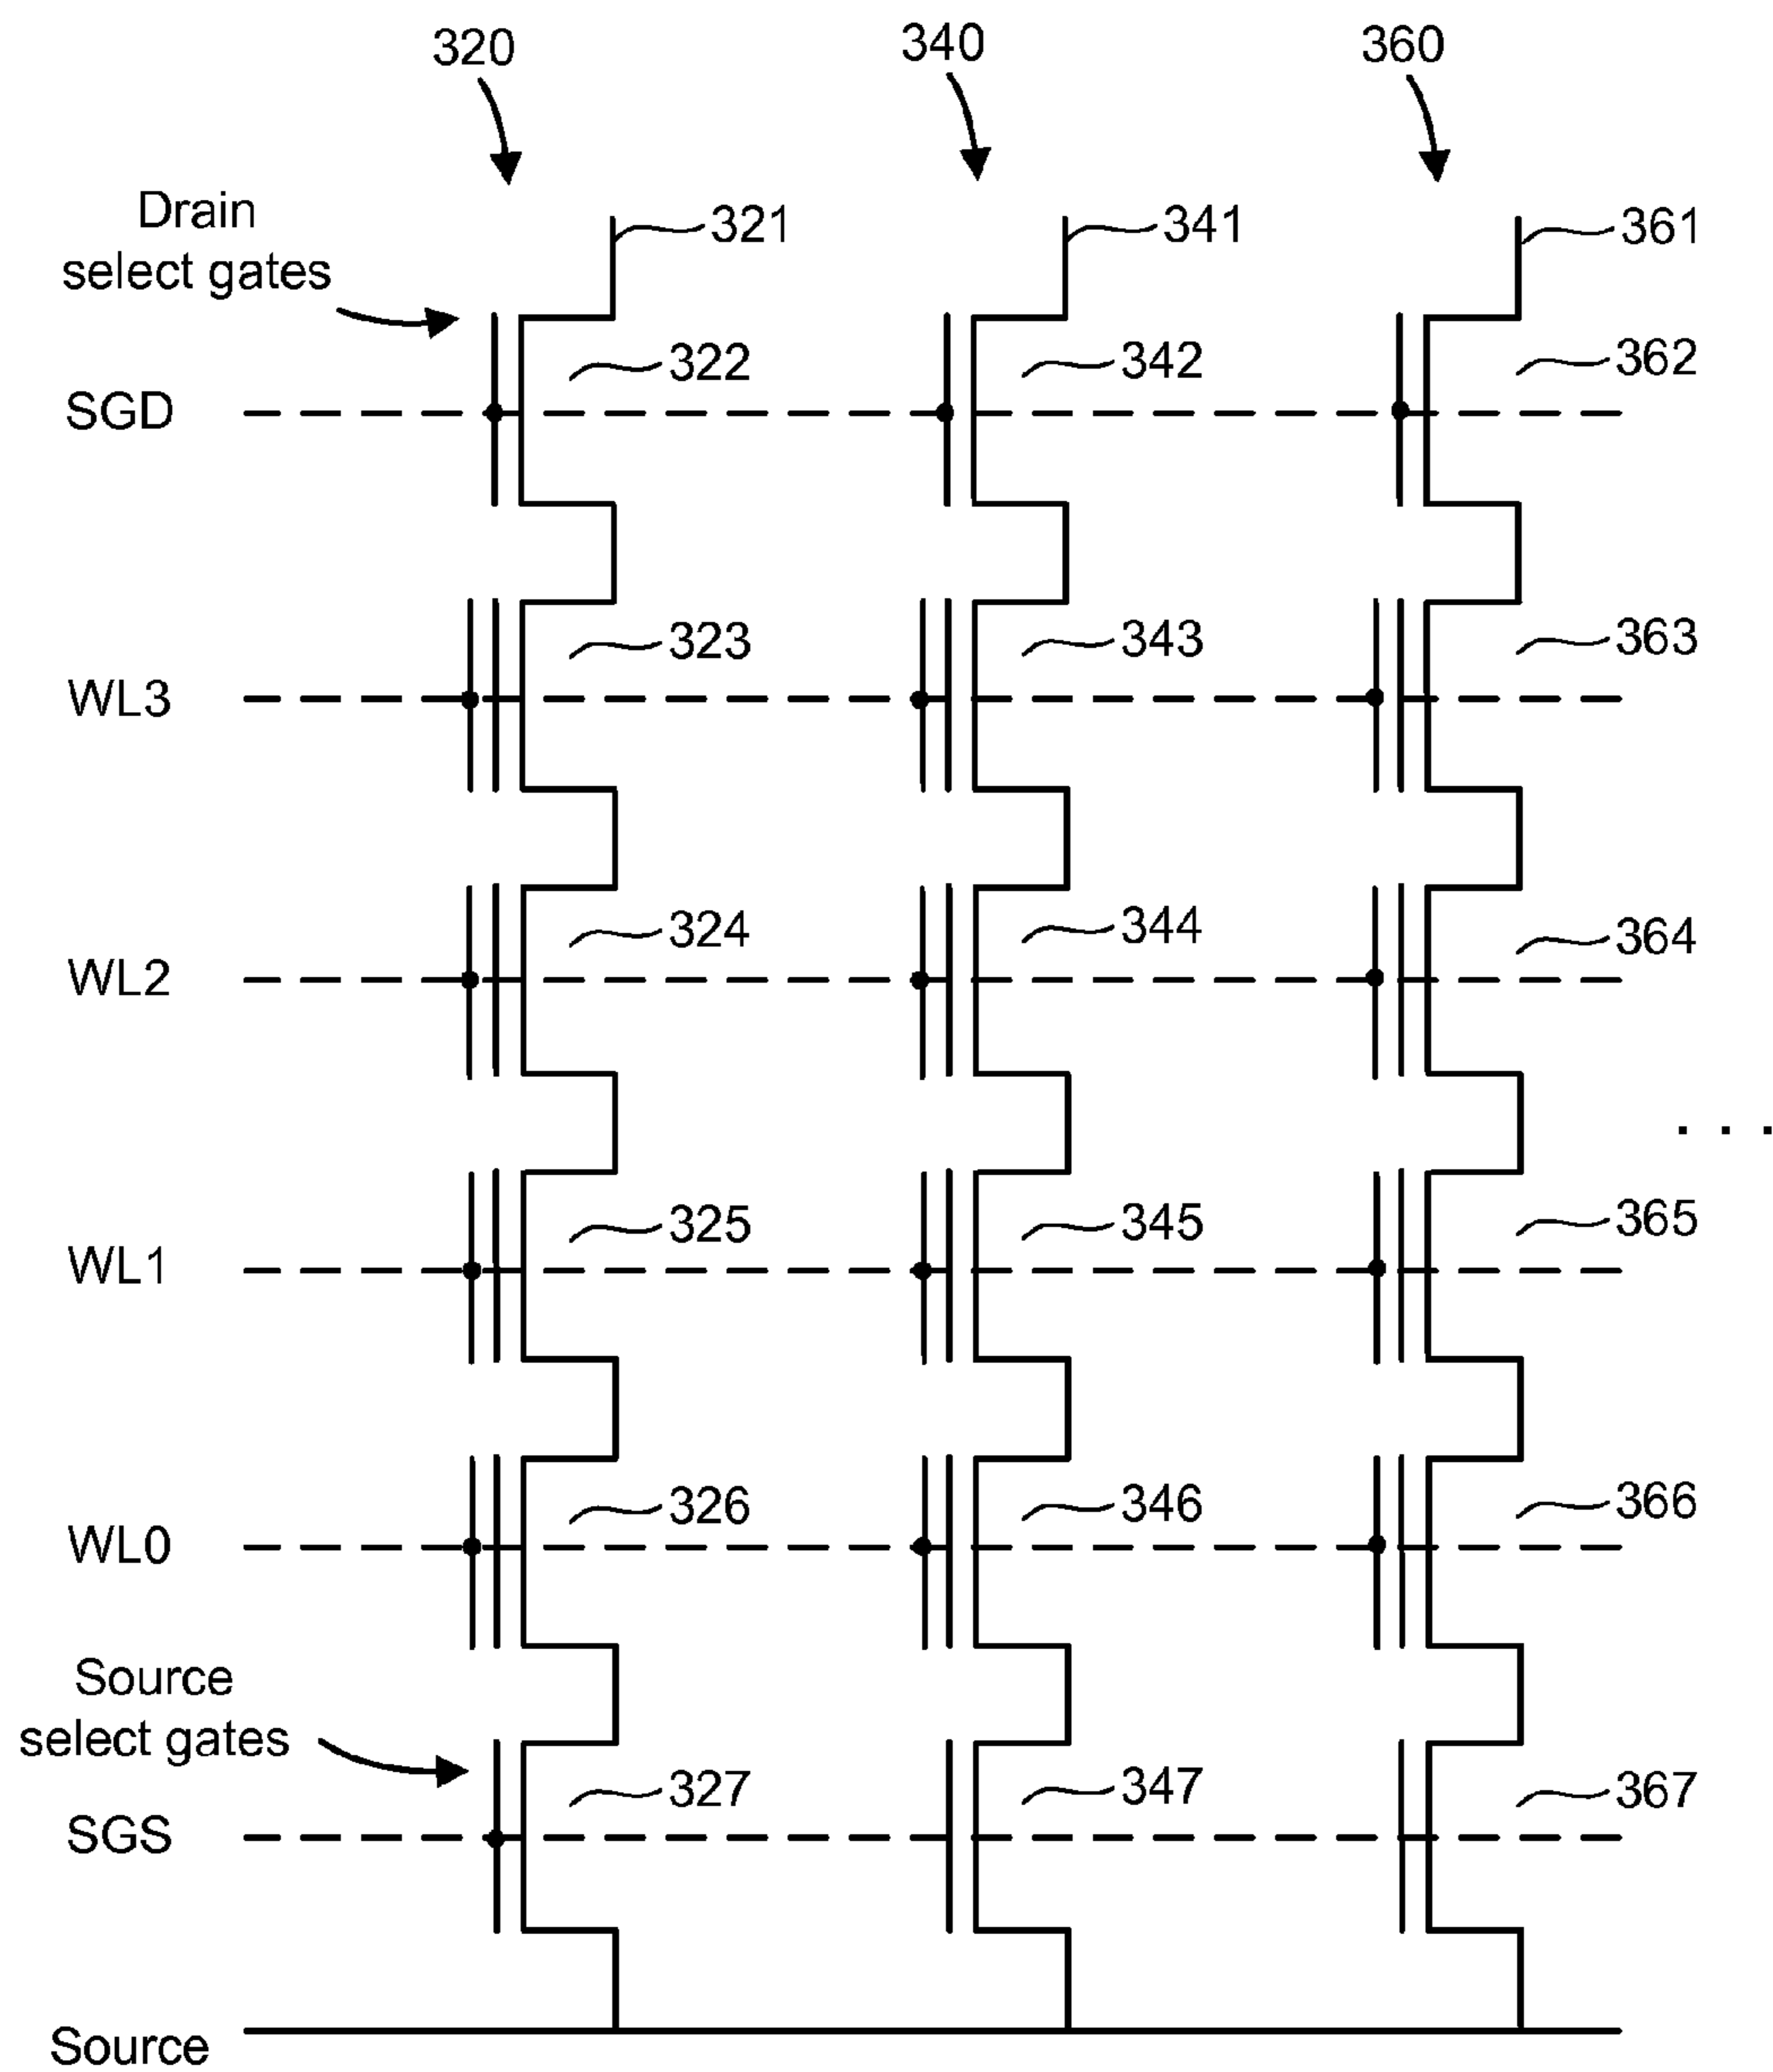 320 340 360
Drain
select gates
321 341 361
322 342 362
SGD
323 343 363
WL3
324 344 364
WL2
. . .
325 345 365
WL1
326 346 366
WL0
Source
select gates
327 347 367
SGS
Source